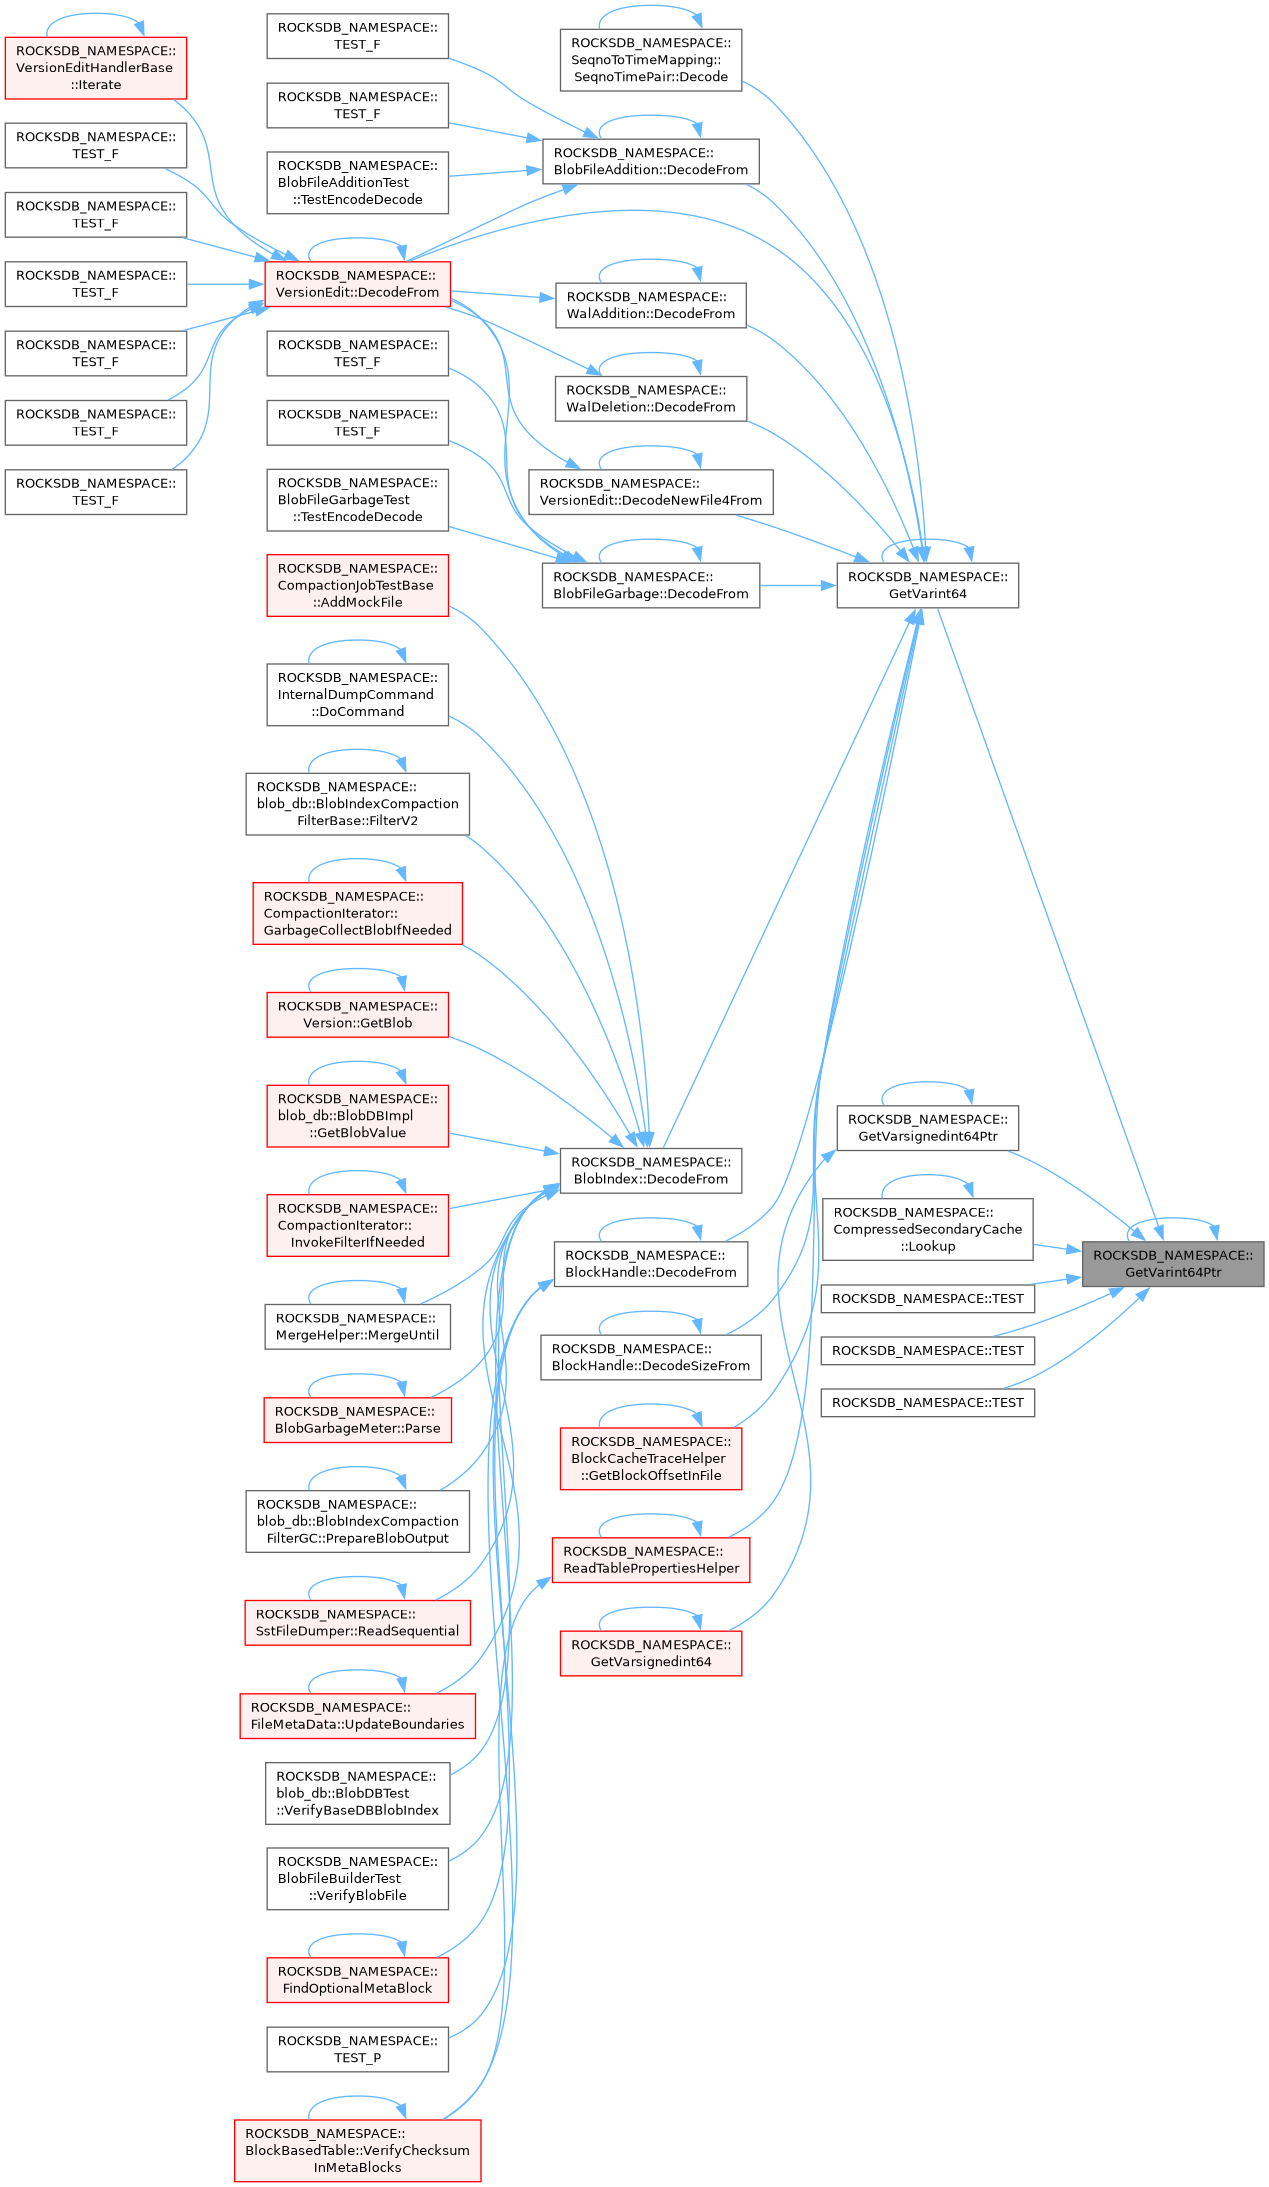 ROCKSDB_NAMESPACE::
VersionEditHandlerBase
::Iterate
ROCKSDB_NAMESPACE::
TEST_F
ROCKSDB_NAMESPACE::
TEST_F
ROCKSDB_NAMESPACE::
TEST_F
ROCKSDB_NAMESPACE::
TEST_F
ROCKSDB_NAMESPACE::
TEST_F
ROCKSDB_NAMESPACE::
TEST_F
ROCKSDB_NAMESPACE::
TEST_F
ROCKSDB_NAMESPACE::
TEST_F
ROCKSDB_NAMESPACE::
BlobFileAdditionTest
::TestEncodeDecode
ROCKSDB_NAMESPACE::
VersionEdit::DecodeFrom
ROCKSDB_NAMESPACE::
TEST_F
ROCKSDB_NAMESPACE::
TEST_F
ROCKSDB_NAMESPACE::
BlobFileGarbageTest
::TestEncodeDecode
ROCKSDB_NAMESPACE::
CompactionJobTestBase
::AddMockFile
ROCKSDB_NAMESPACE::
InternalDumpCommand
::DoCommand
ROCKSDB_NAMESPACE::
blob_db::BlobIndexCompaction
FilterBase::FilterV2
ROCKSDB_NAMESPACE::
CompactionIterator::
GarbageCollectBlobIfNeeded
ROCKSDB_NAMESPACE::
Version::GetBlob
ROCKSDB_NAMESPACE::
blob_db::BlobDBImpl
::GetBlobValue
ROCKSDB_NAMESPACE::
CompactionIterator::
InvokeFilterIfNeeded
ROCKSDB_NAMESPACE::
MergeHelper::MergeUntil
ROCKSDB_NAMESPACE::
BlobGarbageMeter::Parse
ROCKSDB_NAMESPACE::
blob_db::BlobIndexCompaction
FilterGC::PrepareBlobOutput
ROCKSDB_NAMESPACE::
SstFileDumper::ReadSequential
ROCKSDB_NAMESPACE::
FileMetaData::UpdateBoundaries
ROCKSDB_NAMESPACE::
blob_db::BlobDBTest
::VerifyBaseDBBlobIndex
ROCKSDB_NAMESPACE::
BlobFileBuilderTest
::VerifyBlobFile
ROCKSDB_NAMESPACE::
FindOptionalMetaBlock
ROCKSDB_NAMESPACE::
TEST_P
ROCKSDB_NAMESPACE::
BlockBasedTable::VerifyChecksum
InMetaBlocks
ROCKSDB_NAMESPACE::
SeqnoToTimeMapping::
SeqnoTimePair::Decode
ROCKSDB_NAMESPACE::
BlobFileAddition::DecodeFrom
ROCKSDB_NAMESPACE::
WalAddition::DecodeFrom
ROCKSDB_NAMESPACE::
WalDeletion::DecodeFrom
ROCKSDB_NAMESPACE::
VersionEdit::DecodeNewFile4From
ROCKSDB_NAMESPACE::
BlobFileGarbage::DecodeFrom
ROCKSDB_NAMESPACE::
BlobIndex::DecodeFrom
ROCKSDB_NAMESPACE::
BlockHandle::DecodeFrom
ROCKSDB_NAMESPACE::
BlockHandle::DecodeSizeFrom
ROCKSDB_NAMESPACE::
BlockCacheTraceHelper
::GetBlockOffsetInFile
ROCKSDB_NAMESPACE::
ReadTablePropertiesHelper
ROCKSDB_NAMESPACE::
GetVarsignedint64
ROCKSDB_NAMESPACE::
GetVarint64
ROCKSDB_NAMESPACE::
GetVarsignedint64Ptr
ROCKSDB_NAMESPACE::
CompressedSecondaryCache
::Lookup
ROCKSDB_NAMESPACE::TEST
ROCKSDB_NAMESPACE::TEST
ROCKSDB_NAMESPACE::TEST
ROCKSDB_NAMESPACE::
GetVarint64Ptr